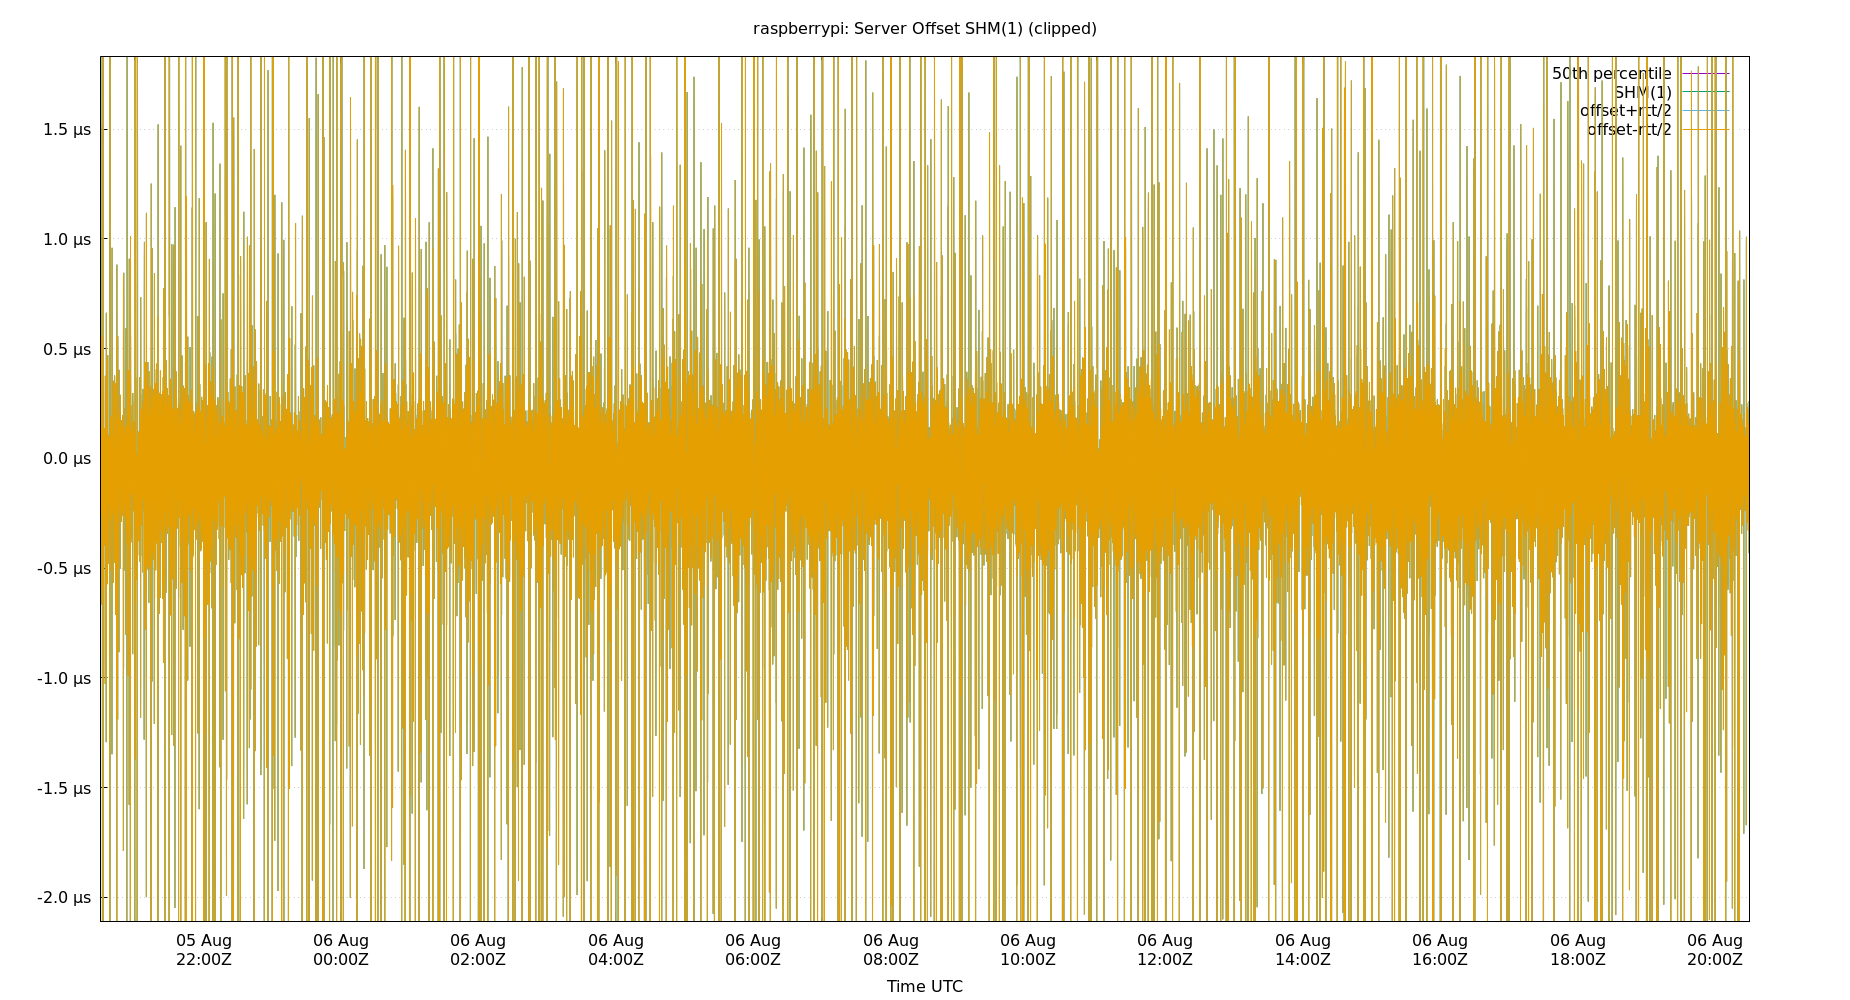 raspberrypi: Server Offset SHM(1) (clipped)
50th percentile
SHM(1)
offset+rtt/2
offset-rtt/2
1.5 µs
1.0 µs
0.5 µs
0.0 µs
-0.5 µs
-1.0 µs
-1.5 µs
-2.0 µs
05 Aug 06 Aug 06 Aug 06 Aug 06 Aug 06 Aug 06 Aug 06 Aug 06 Aug 06 Aug 06 Aug 06 Aug
22:00Z 00:00Z 02:00Z 04:00Z 06:00Z 08:00Z 10:00Z 12:00Z 14:00Z 16:00Z 18:00Z 20:00Z
Time UTC